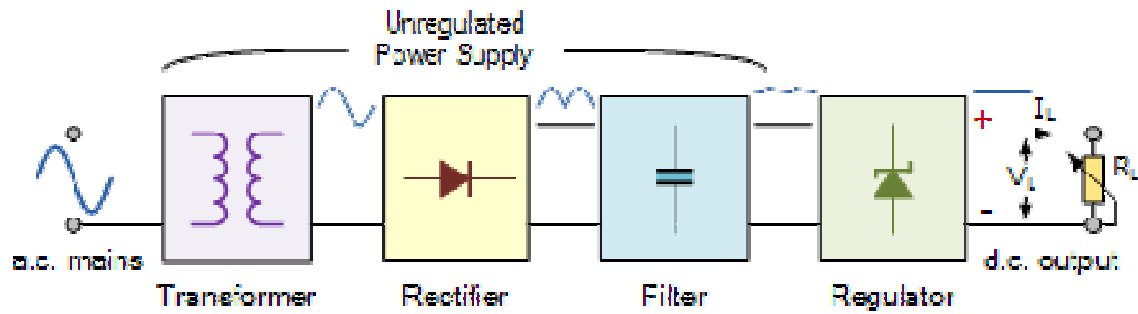 Unregulated
Power Supply
+
I_L
V_L
R_L
-
a.c. mains
d.c. output
Transformer
Rectifier
Filter
Regulator